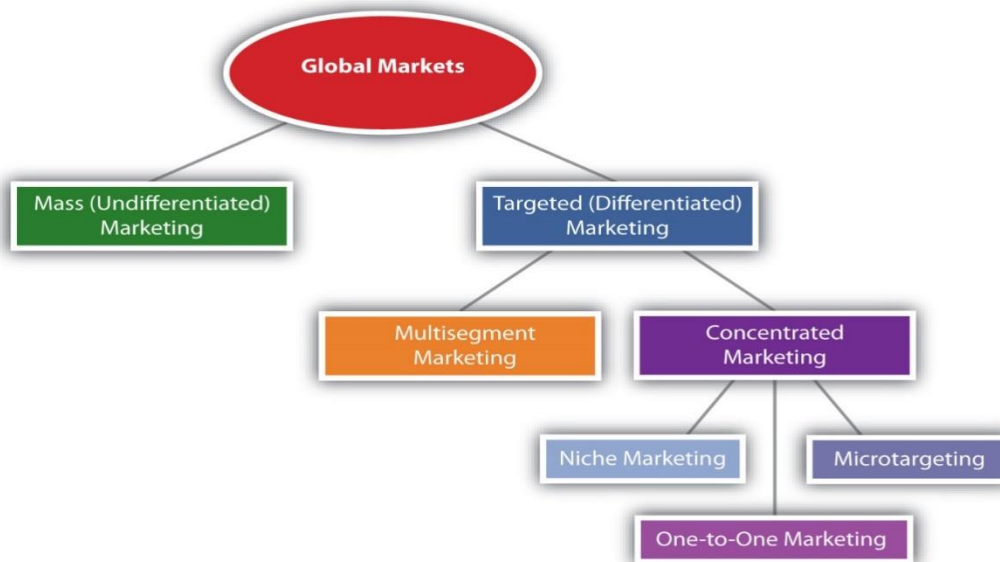 Global Markets
Mass (Undifferentiated)
Marketing
Targeted (Differentiated)
Marketing
Multisegment
Marketing
Concentrated
Marketing
Niche Marketing
Microtargeting
One-to-One Marketing